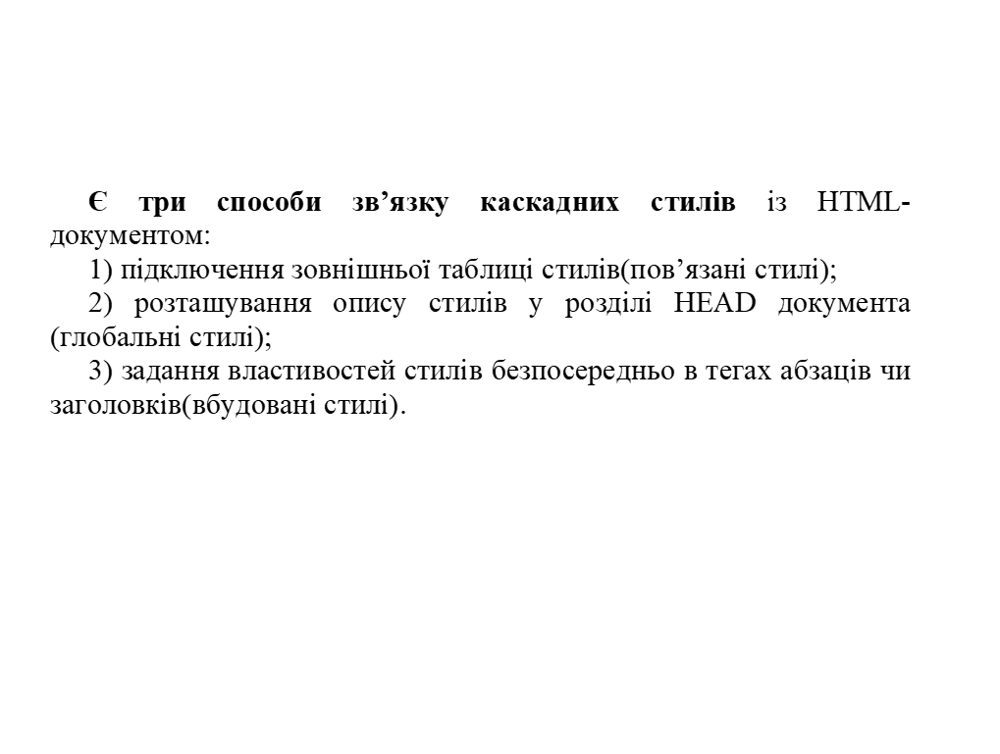 Є три способи зв’язку каскадних стилів із HTML-
документом:
1) підключення зовнішньої таблиці стилів(пов’язані стилі);
2) розташування опису стилів у розділі HEAD документа
(глобальні стилі);
3) задання властивостей стилів безпосередньо в тегах абзаців чи
заголовків(вбудовані стилі).